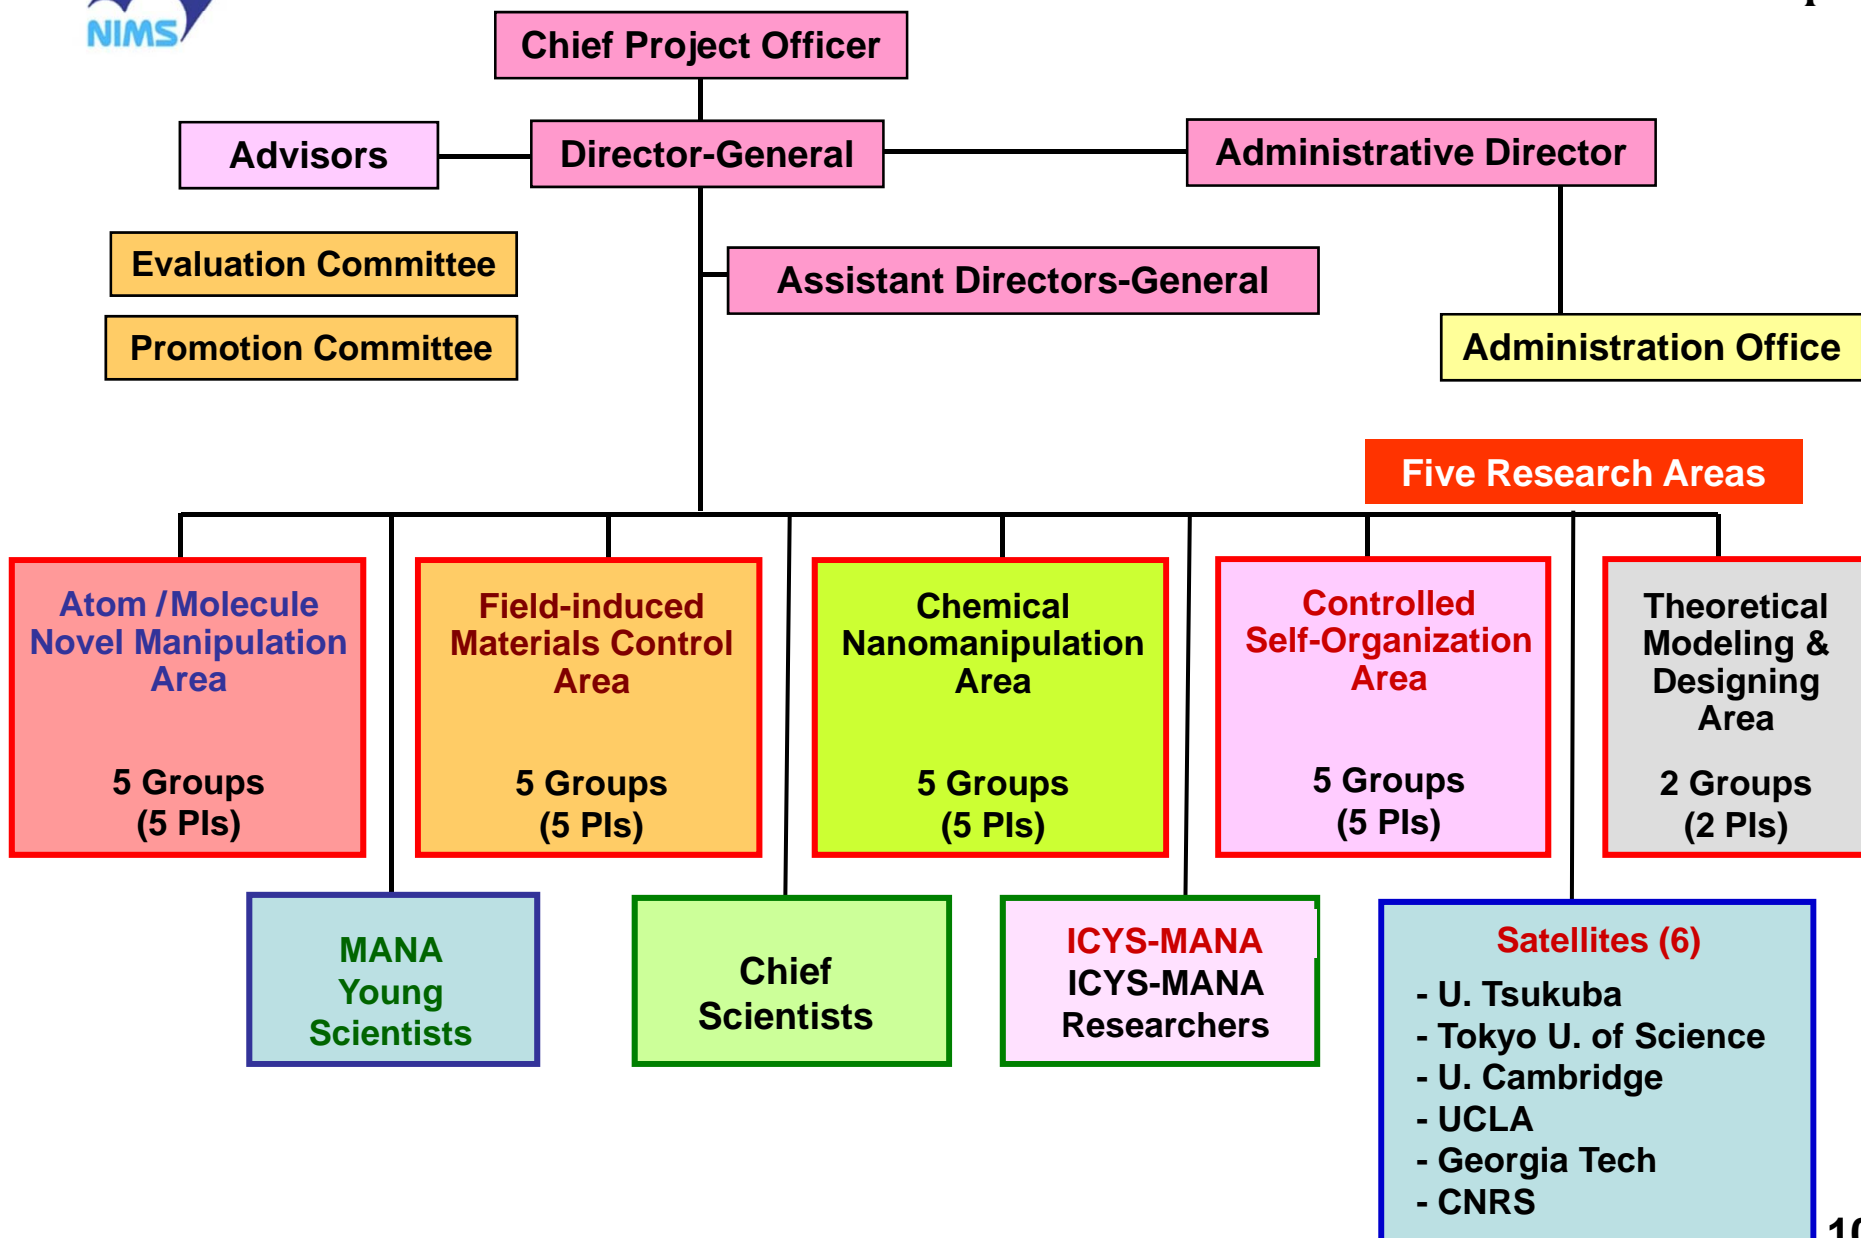 NIMS
Chief Project Officer
Advisors
Director-General
Administrative Director
Evaluation Committee
Assistant Directors-General
Promotion Committee
Administration Office
Five Research Areas
Atom / Molecule
Novel Manipulation
Area
5 Groups
(5 PIs)
Field-induced
Materials Control
Area
5 Groups
(5 PIs)
Chemical
Nanomanipulation
Area
5 Groups
(5 PIs)
Controlled
Self-Organization
Area
5 Groups
(5 PIs)
Theoretical
Modeling &
Designing
Area
2 Groups
(2 PIs)
MANA
Young
Scientists
Chief
Scientists
ICYS-MANA
ICYS-MANA
Researchers
Satellites (6)
- U. Tsukuba
- Tokyo U. of Science
- U. Cambridge
- UCLA
- Georgia Tech
- CNRS